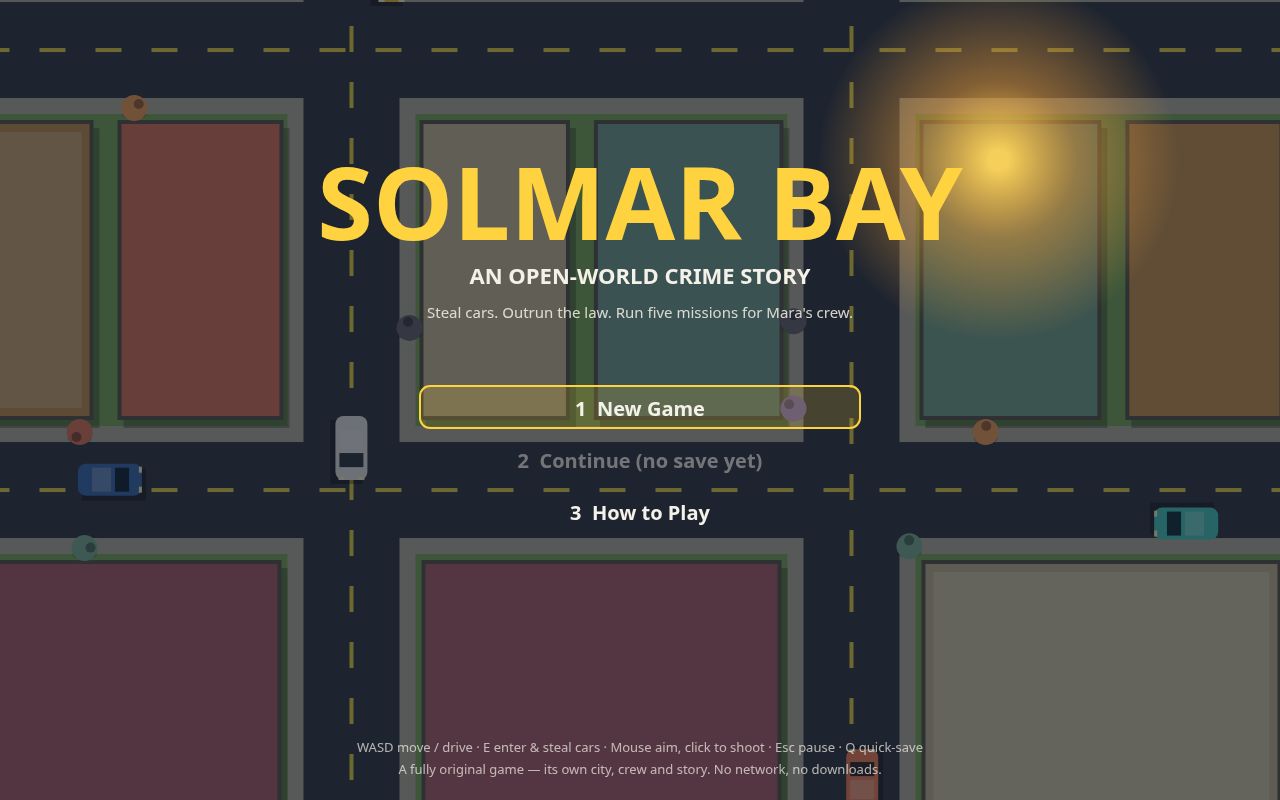 SOLMAR BAY
AN OPEN-WORLD CRIME STORY
Steal cars. Outrun the law. Run five missions for Mara's crew.
1 New Game
2 Continue (no save yet)
3 How to Play
WASD move / drive · E enter & steal cars · Mouse aim, click to shoot · Esc pause · Q quick-save
A fully original game — its own city, crew and story. No network, no downloads.